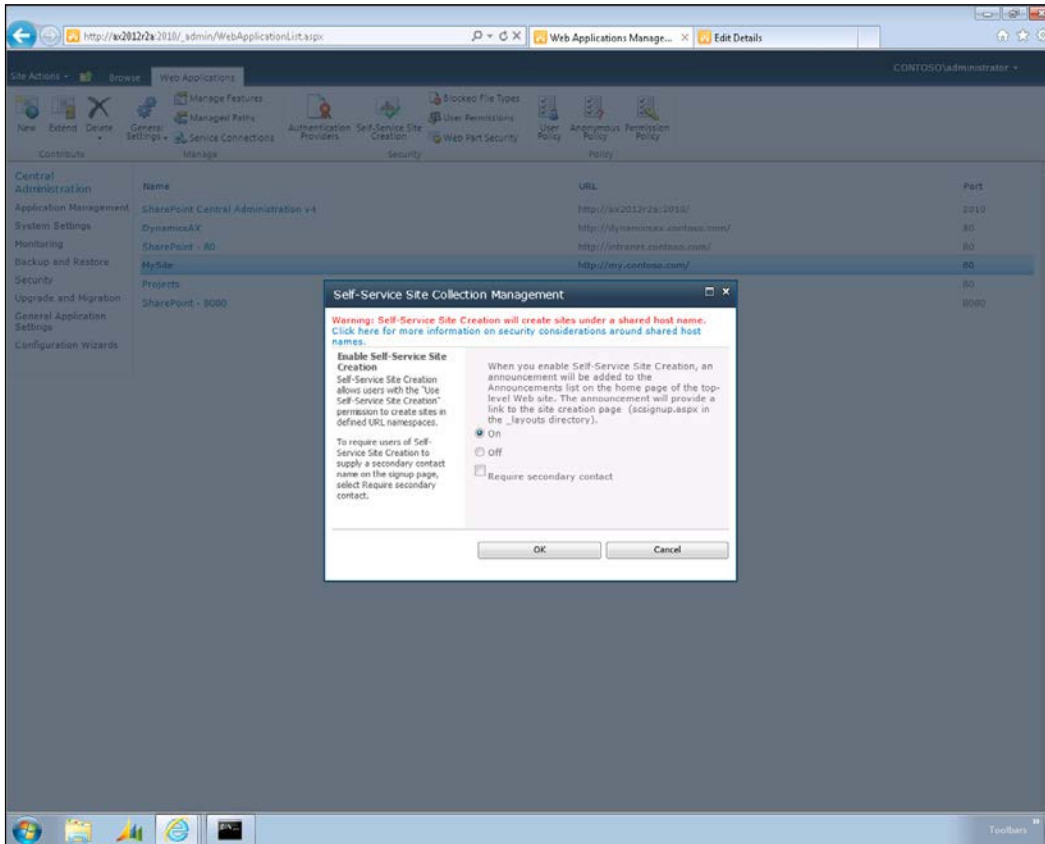 http://ax2012r2a:2010/_admin/WebApplicationList.aspx
Web Applications Manage...
Edit Details
Site Actions
Browse
Web Applications
CONTOSO\administrator
New
Extend
Delete
General Settings
Manage Features
Managed Paths
Service Connections
Authentication Providers
Self-Service Site Creation
Blocked File Types
User Permissions
Web Part Security
User Policy
Anonymous Policy
Permission Policy
Contribute
Manage
Security
Policy
Central
Administration
Application Management
System Settings
Monitoring
Backup and Restore
Security
Upgrade and Migration
General Application
Settings
Configuration Wizards
Name URL Port
SharePoint Central Administration v4 http://ax2012r2a:2010/ 2010
DynamicsAX http://dynamicsax.contoso.com/ 80
SharePoint - 80 http://intranet.contoso.com/ 80
MySite http://my.contoso.com/ 80
Projects 80
SharePoint - 8080 8080
Self-Service Site Collection Management
Warning: Self-Service Site Creation will create sites under a shared host name.
Click here for more information on security considerations around shared host
names.
Enable Self-Service Site
Creation
Self-Service Site Creation
allows users with the "Use
Self-Service Site Creation"
permission to create sites in
defined URL namespaces.
To require users of Self-
Service Site Creation to
supply a secondary contact
name on the signup page,
select Require secondary
contact.
When you enable Self-Service Site Creation, an
announcement will be added to the
Announcements list on the home page of the top-
level Web site. The announcement will provide a
link to the site creation page (scsignup.aspx in
the _layouts directory).
On
Off
Require secondary contact
OK
Cancel
Toolbars